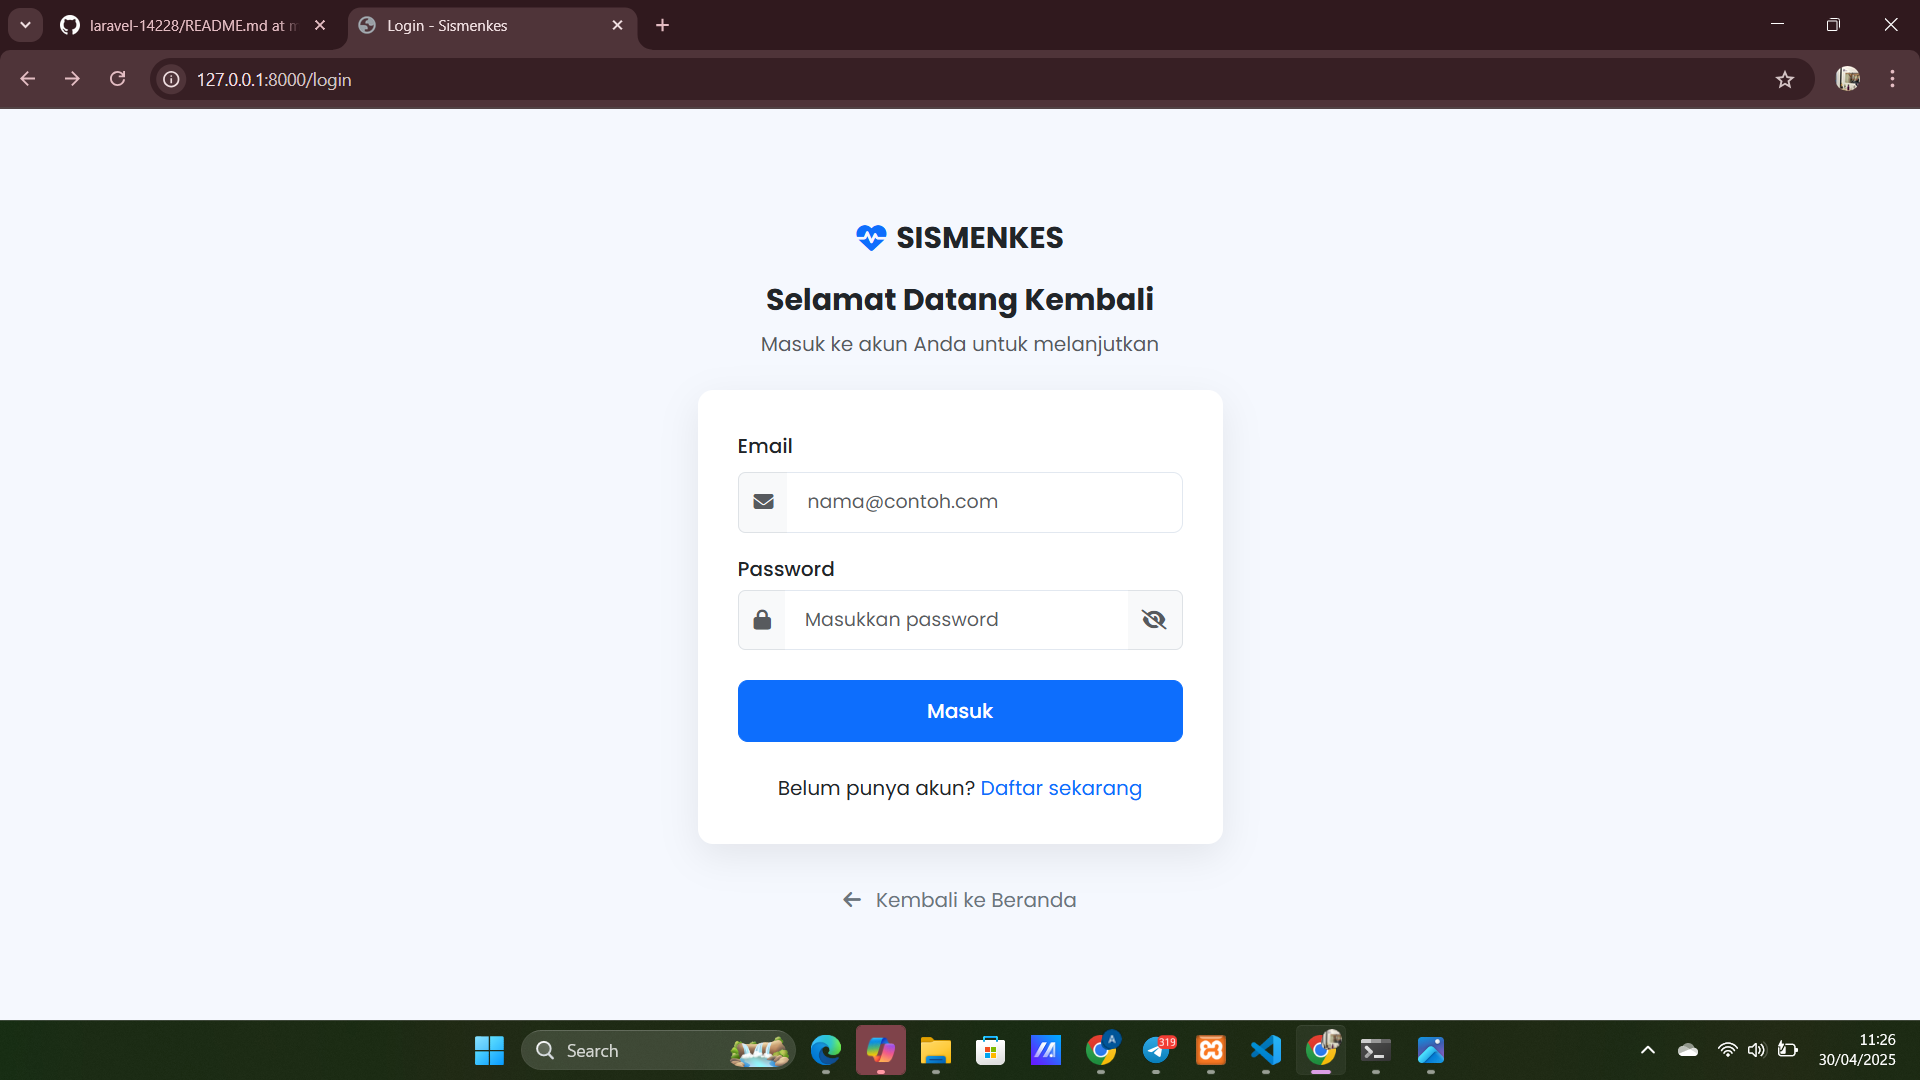 laravel-14228/README.md at m
Login - Sismenkes
127.0.0.1:8000/login
SISMENKES
Selamat Datang Kembali
Masuk ke akun Anda untuk melanjutkan
Email
nama@contoh.com
Password
Masukkan password
Masuk
Belum punya akun? Daftar sekarang
Kembali ke Beranda
Search
A
319
11:26
30/04/2025